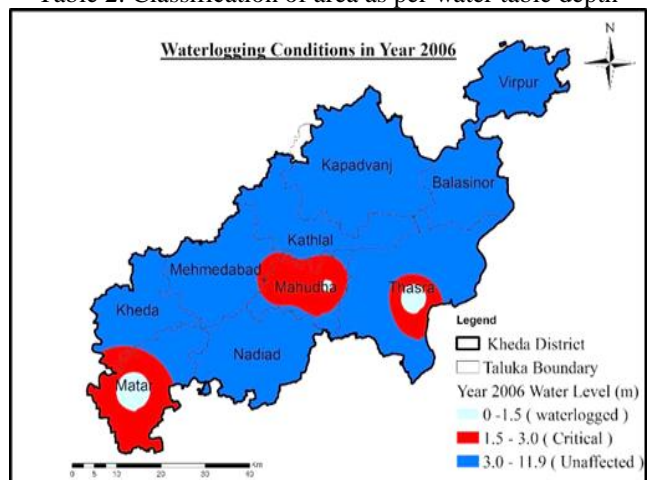 Table 2: Classification of area as per water table depth
Waterlogging Conditions in Year 2006
N
Virpur
Kapadvanj
Balasinor
Kathlal
Mehmedabad
Mahudha
Thasra
Kheda
Nadiad
Matar
Legend
Kheda District
Taluka Boundary
Year 2006 Water Level (m)
0 -1.5 ( waterlogged )
1.5 - 3.0 ( Critical )
3.0 - 11.9 ( Unaffected )
Km
0 5 10 20 30 40